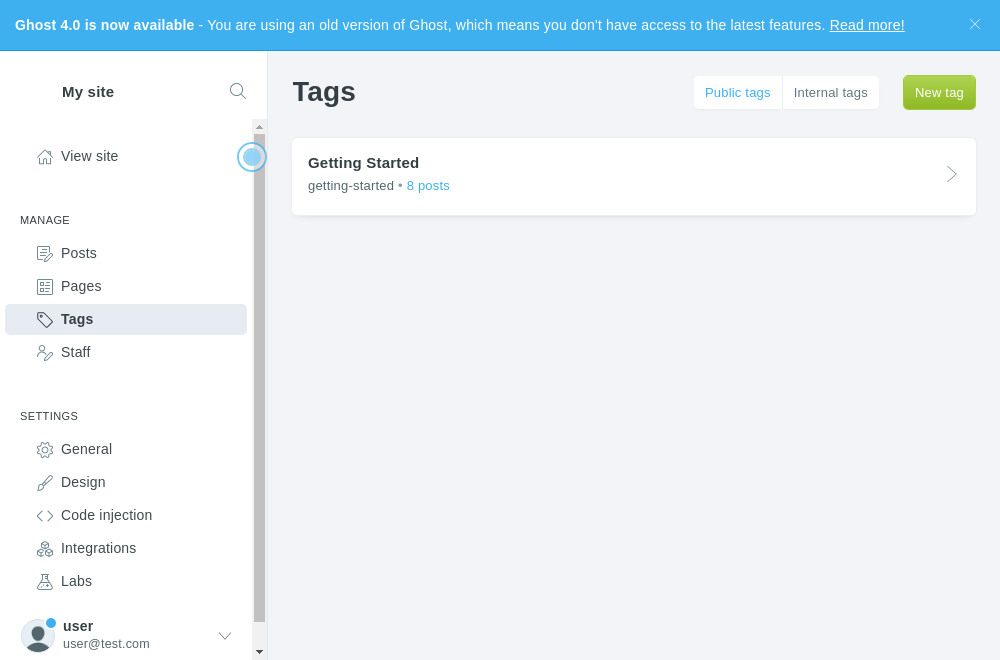 Ghost 4.0 is now available - You are using an old version of Ghost, which means you don't have access to the latest features. Read more!
My site
View site
MANAGE
Posts
Pages
Tags
Staff
SETTINGS
General
Design
Code injection
Integrations
Labs
user
user@test.com
Tags
Public tags
Internal tags
New tag
Getting Started
getting-started • 8 posts